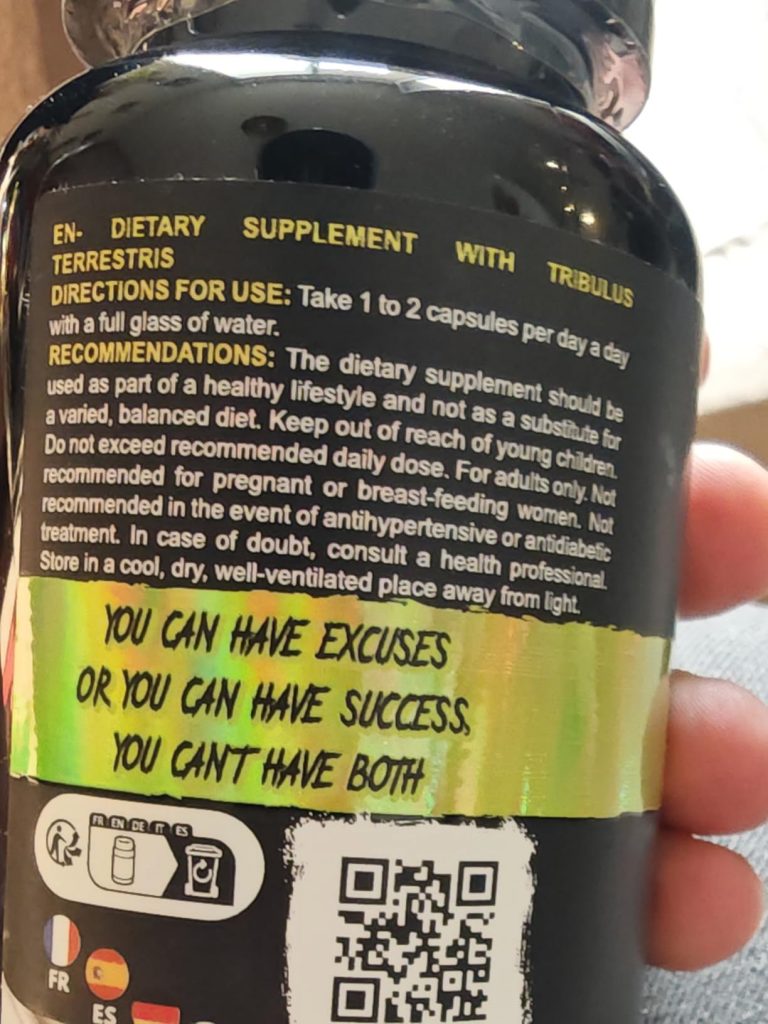 EN- DIETARY SUPPLEMENT WITH TRIBULUS
TERRESTRIS
DIRECTIONS FOR USE: Take 1 to 2 capsules per day a day
with a full glass of water.
RECOMMENDATIONS: The dietary supplement should be
used as part of a healthy lifestyle and not as a substitute for
a varied, balanced diet. Keep out of reach of young children.
Do not exceed recommended daily dose. For adults only. Not
recommended for pregnant or breast-feeding women. Not
recommended in the event of antihypertensive or antidiabetic
treatment. In case of doubt, consult a health professional.
Store in a cool, dry, well-ventilated place away from light.
YOU CAN HAVE EXCUSES
OR YOU CAN HAVE SUCCESS,
YOU CAN'T HAVE BOTH
FR EN DE IT ES
FR
ES